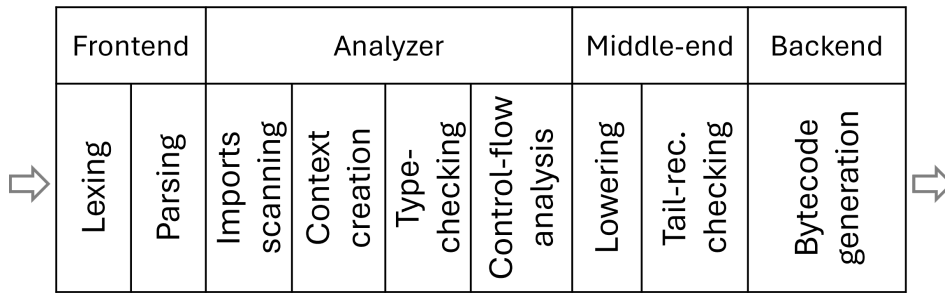 Frontend
Analyzer
Middle-end
Backend
Lexing
Parsing
Imports
scanning
Context
creation
Type-
checking
Control-flow
analysis
Lowering
Tail-rec.
checking
Bytecode
generation